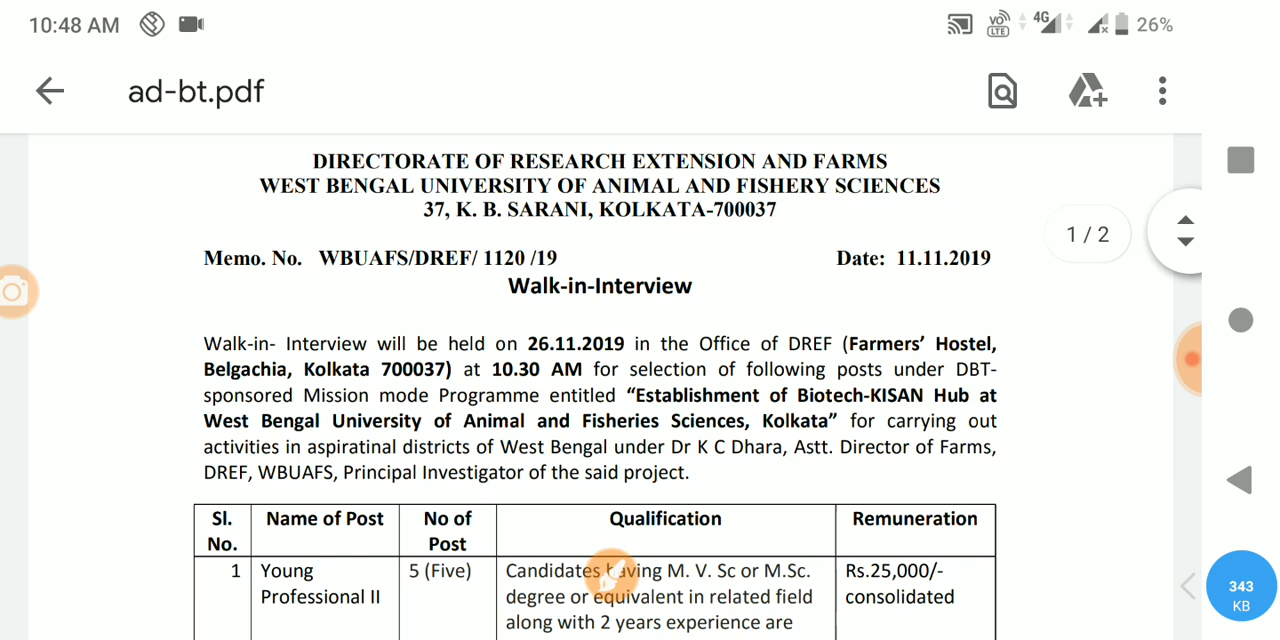 10:48 AM VO LTE 4G 26%
ad-bt.pdf
DIRECTORATE OF RESEARCH EXTENSION AND FARMS
WEST BENGAL UNIVERSITY OF ANIMAL AND FISHERY SCIENCES
37, K. B. SARANI, KOLKATA-700037
1 / 2
Memo. No. WBUAFS/DREF/ 1120 /19 Date: 11.11.2019
Walk-in-Interview
Walk-in- Interview will be held on 26.11.2019 in the Office of DREF (Farmers’ Hostel,
Belgachia, Kolkata 700037) at 10.30 AM for selection of following posts under DBT-
sponsored Mission mode Programme entitled “Establishment of Biotech-KISAN Hub at
West Bengal University of Animal and Fisheries Sciences, Kolkata” for carrying out
activities in aspiratinal districts of West Bengal under Dr K C Dhara, Astt. Director of Farms,
DREF, WBUAFS, Principal Investigator of the said project.
Sl. No. Name of Post No of Post Qualification Remuneration
1 Young Professional II 5 (Five) Candidates having M. V. Sc or M.Sc. Rs.25,000/-
degree or equivalent in related field consolidated
along with 2 years experience are
343
KB